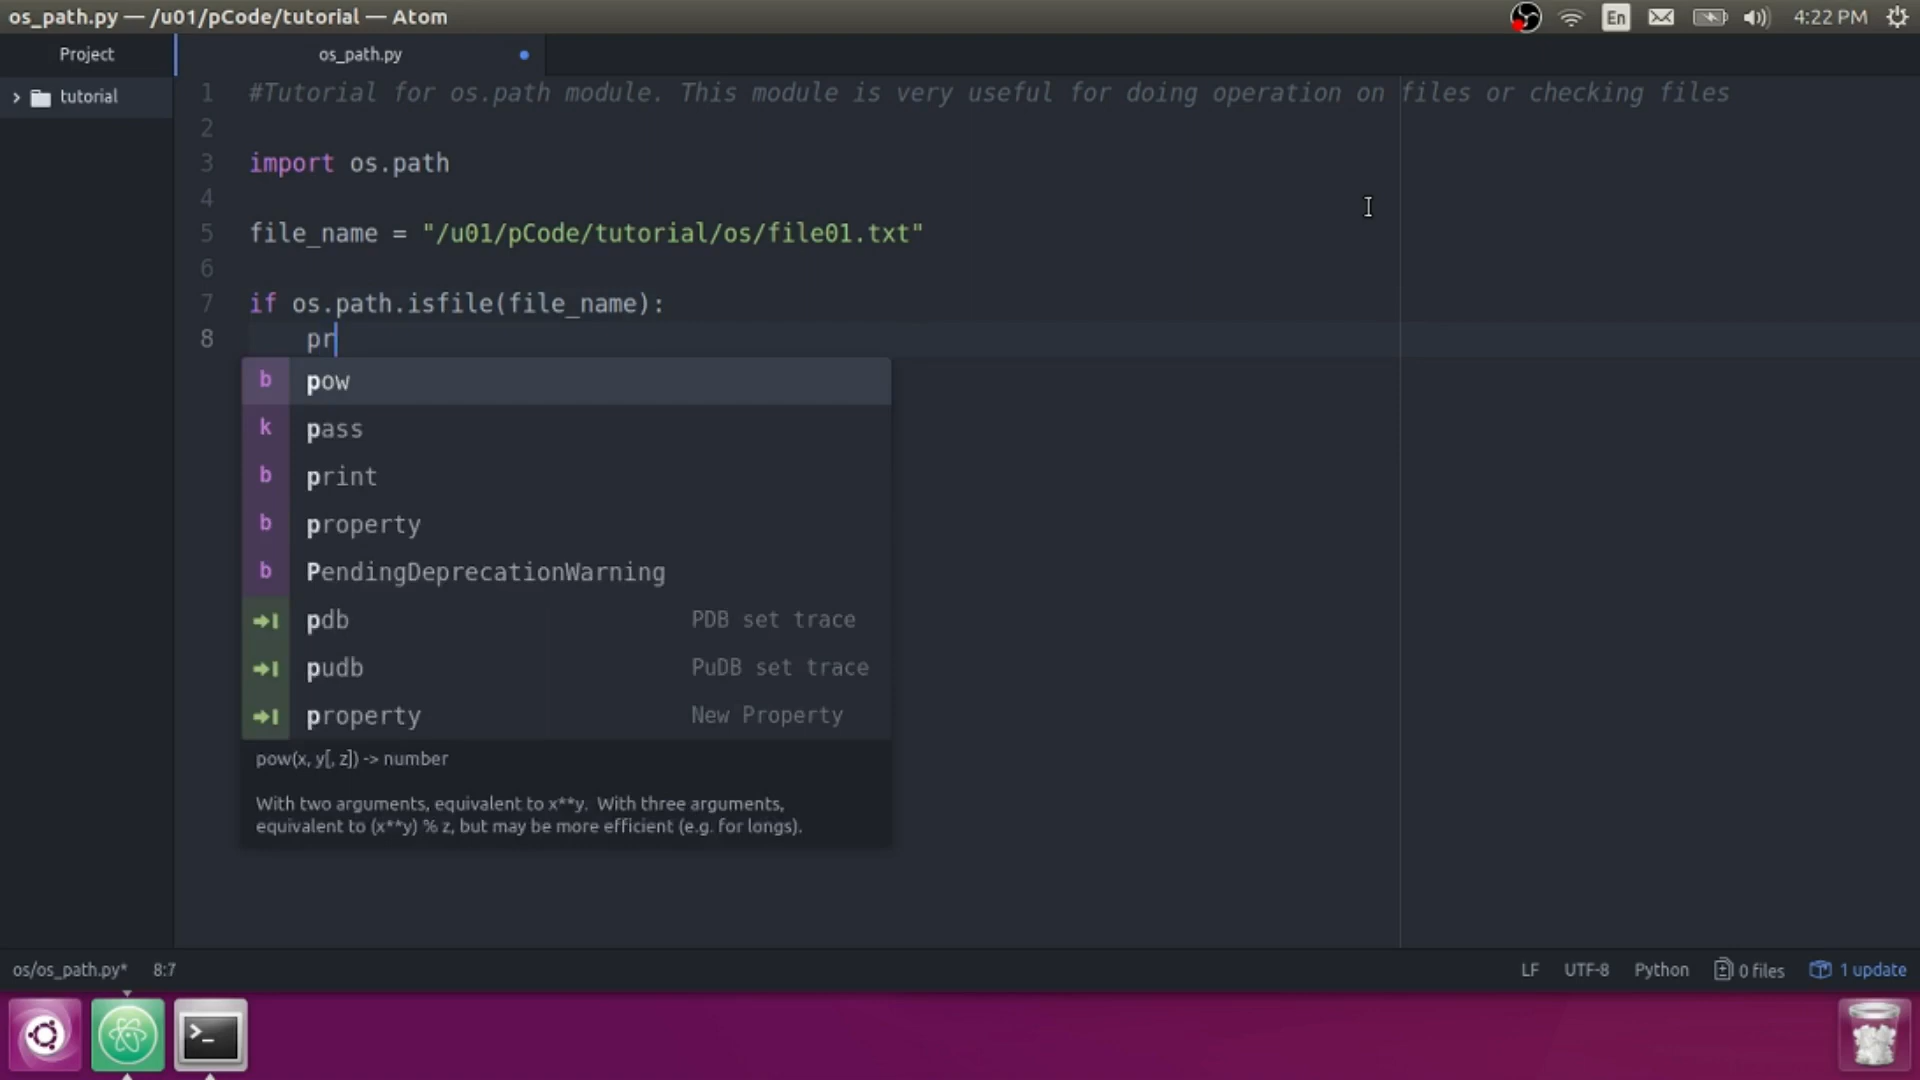 os_path.py — /u01/pCode/tutorial — Atom
En
4:22 PM
Project
os_path.py
tutorial
1 #Tutorial for os.path module. This module is very useful for doing operation on files or checking files
2
3 import os.path
4
5 file_name = "/u01/pCode/tutorial/os/file01.txt"
6
7 if os.path.isfile(file_name):
8 pr
b pow
k pass
b print
b property
b PendingDeprecationWarning
pdb PDB set trace
pudb PuDB set trace
property New Property
pow(x, y[, z]) -> number
With two arguments, equivalent to x**y. With three arguments,
equivalent to (x**y) % z, but may be more efficient (e.g. for longs).
os/os_path.py* 8:7
LF UTF-8 Python 0 files 1 update
>_